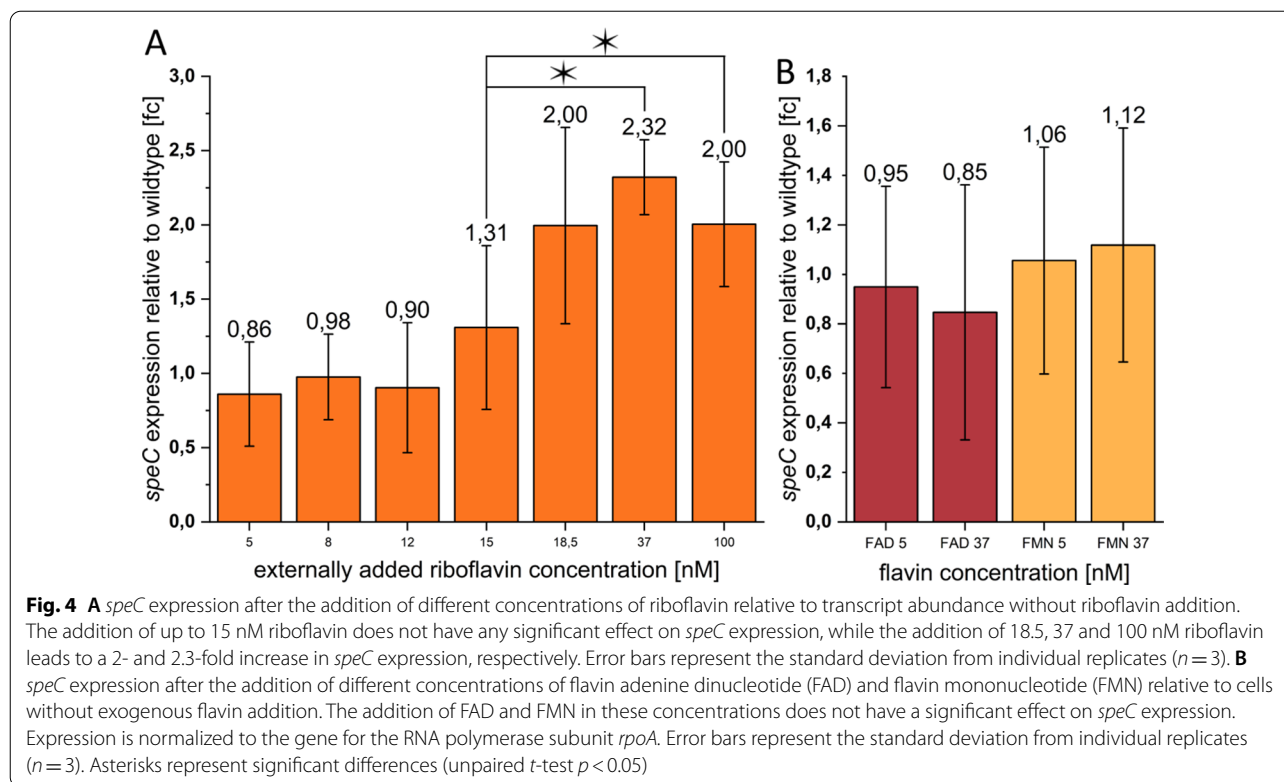 A
speC expression relative to wildtype [fc]
3,0
2,5
2,0
1,5
1,0
0,5
0,0
0,86
0,98
0,90
1,31
2,00
2,32
2,00
5 8 12 15 18,5 37 100
externally added riboflavin concentration [nM]
B
speC expression relative to wildtype [fc]
1,8
1,6
1,4
1,2
1,0
0,8
0,6
0,4
0,2
0,0
0,95
0,85
1,06
1,12
FAD 5 FAD 37 FMN 5 FMN 37
flavin concentration [nM]
Fig. 4 A speC expression after the addition of different concentrations of riboflavin relative to transcript abundance without riboflavin addition.
The addition of up to 15 nM riboflavin does not have any significant effect on speC expression, while the addition of 18.5, 37 and 100 nM riboflavin
leads to a 2- and 2.3-fold increase in speC expression, respectively. Error bars represent the standard deviation from individual replicates (n = 3). B
speC expression after the addition of different concentrations of flavin adenine dinucleotide (FAD) and flavin mononucleotide (FMN) relative to cells
without exogenous flavin addition. The addition of FAD and FMN in these concentrations does not have a significant effect on speC expression.
Expression is normalized to the gene for the RNA polymerase subunit rpoA. Error bars represent the standard deviation from individual replicates
(n = 3). Asterisks represent significant differences (unpaired t-test p < 0.05)